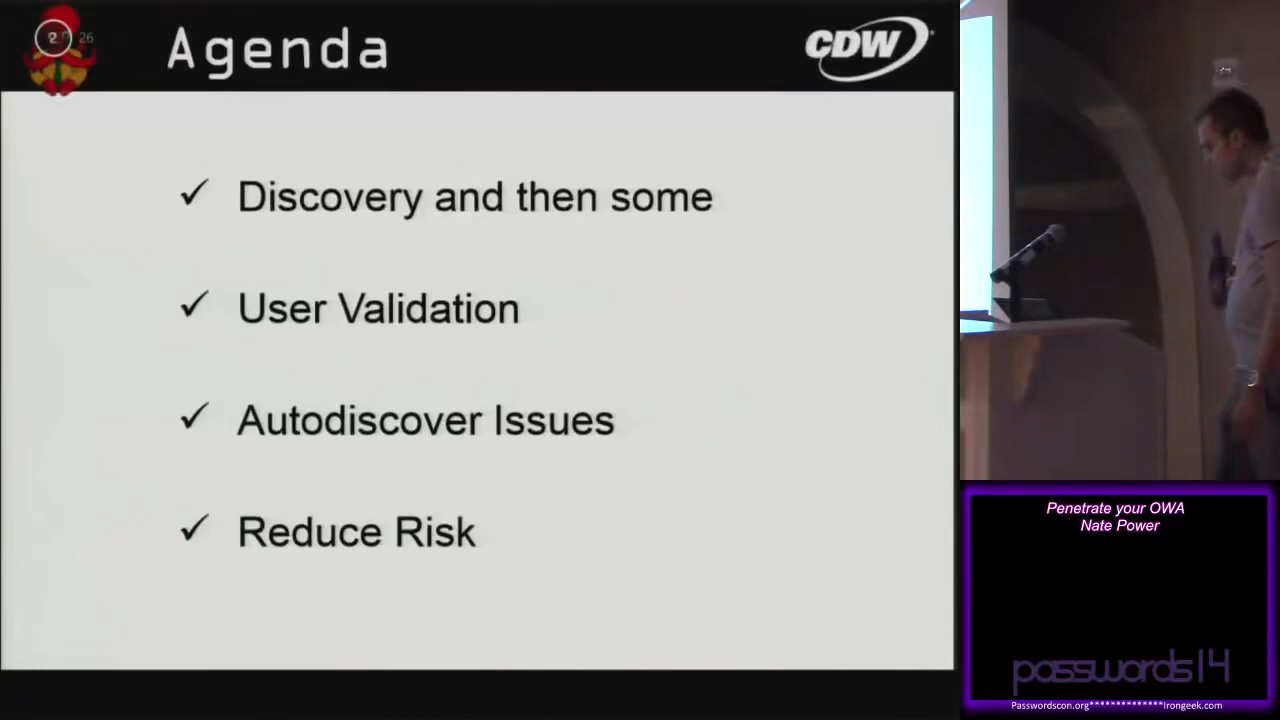 Agenda
CDW
Discovery and then some
User Validation
Autodiscover Issues
Reduce Risk
Penetrate your OWA
Nate Power
passwords14
Passwordscon.org**************Irongeek.com